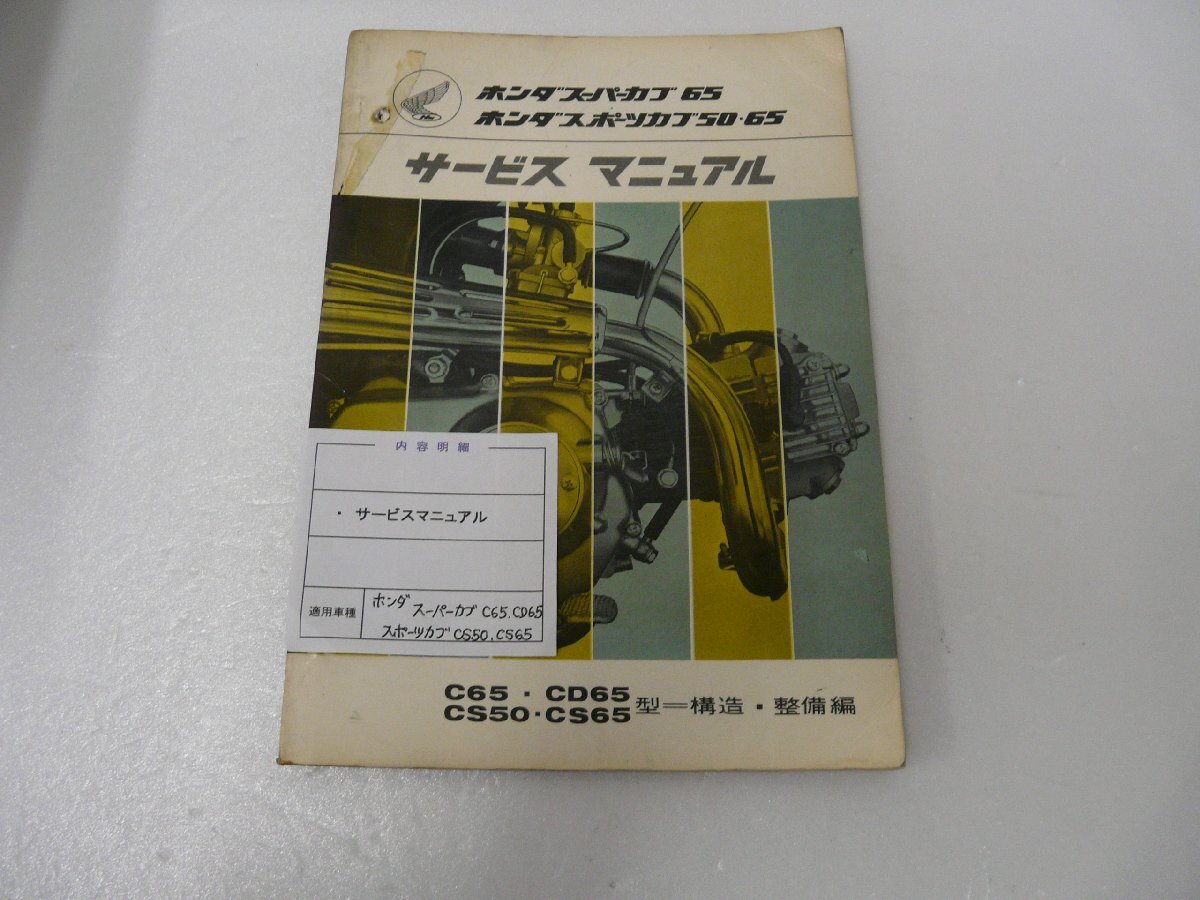 ホンダスーパーカブ 65
ホンダスポーツカブ50・65
サービス マニュアル
内容明細
・ サービスマニュアル
適用車種
ホンダ
スーパーカブ C65.CD65
スポーツカブ CS50.CS65
C65・CD65
CS50・CS65
型=構造・整備編